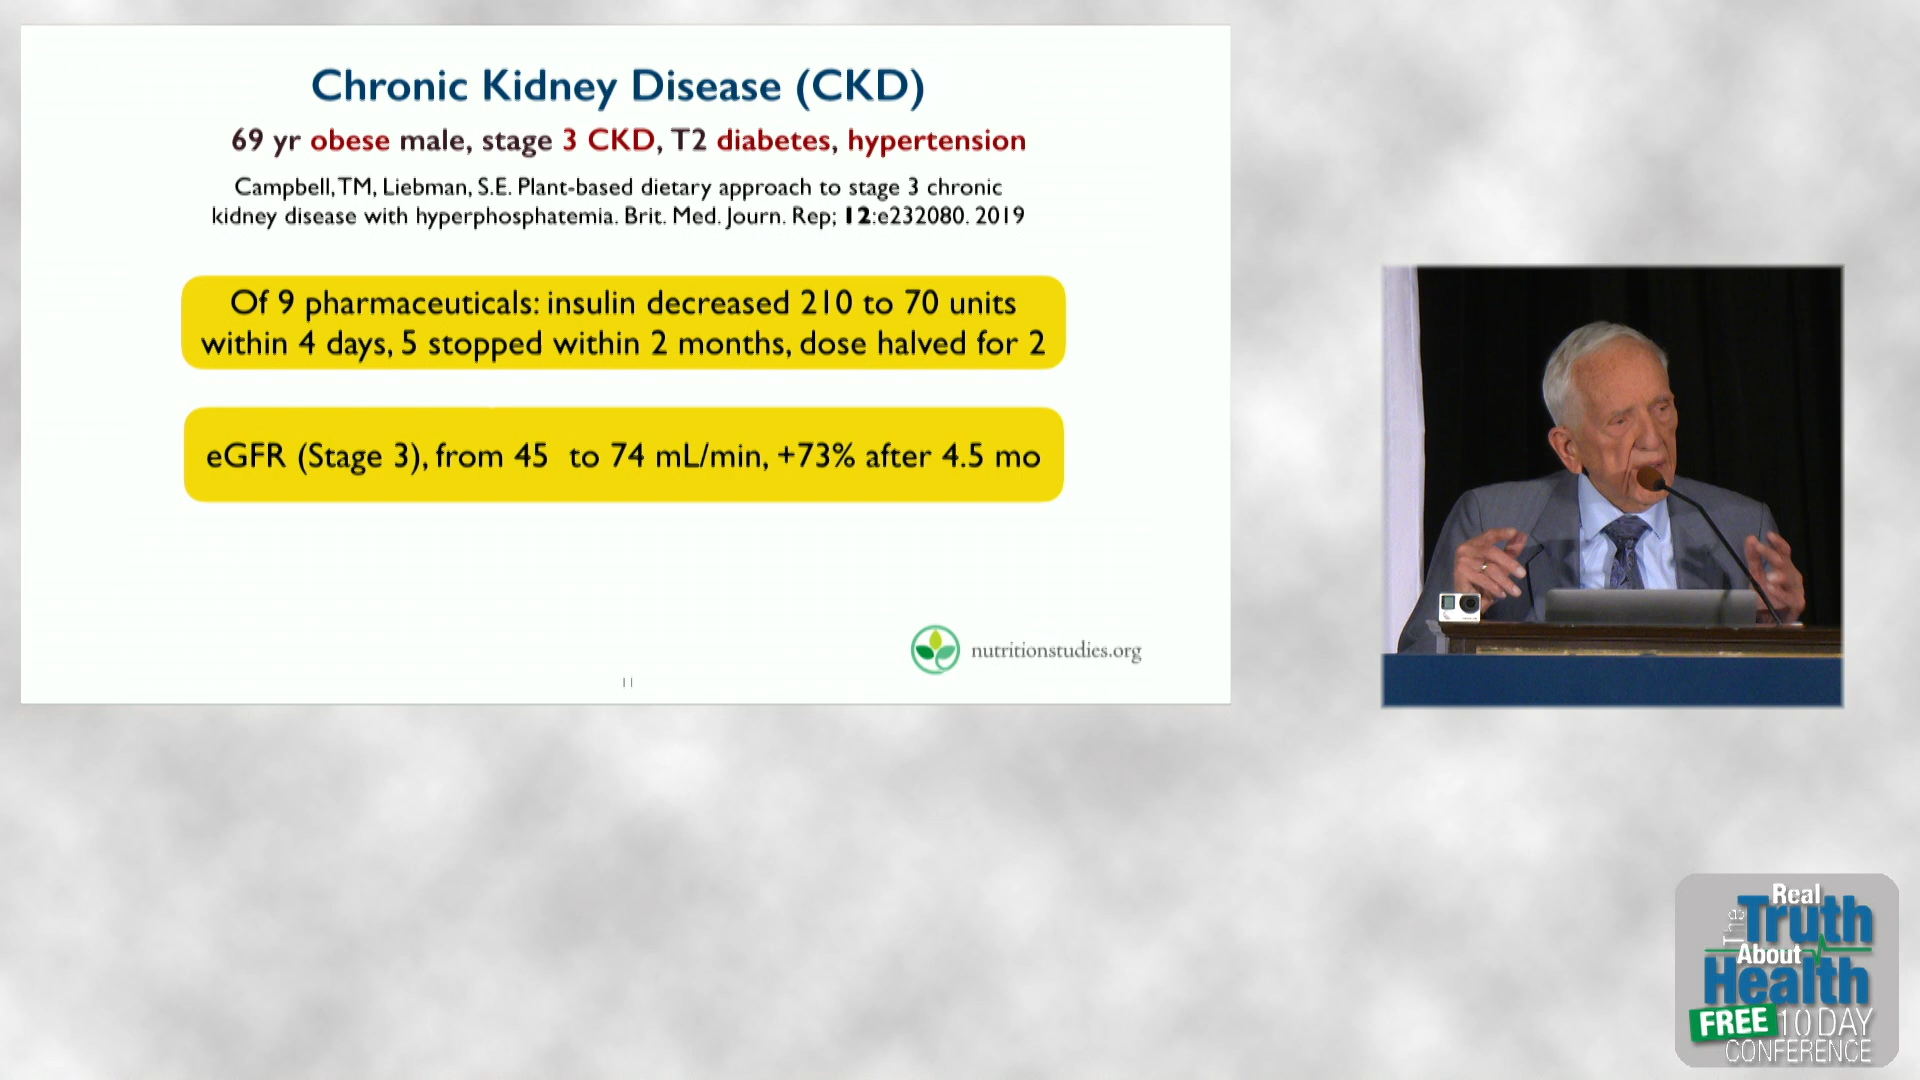 Chronic Kidney Disease (CKD)
69 yr obese male, stage 3 CKD, T2 diabetes, hypertension
Campbell, TM, Liebman, S.E. Plant-based dietary approach to stage 3 chronic
kidney disease with hyperphosphatemia. Brit. Med. Journ. Rep; 12:e232080. 2019
Of 9 pharmaceuticals: insulin decreased 210 to 70 units
within 4 days, 5 stopped within 2 months, dose halved for 2
eGFR (Stage 3), from 45 to 74 mL/min, +73% after 4.5 mo
nutritionstudies.org
11
The Real
Truth
About
Health
FREE 10 DAY
CONFERENCE